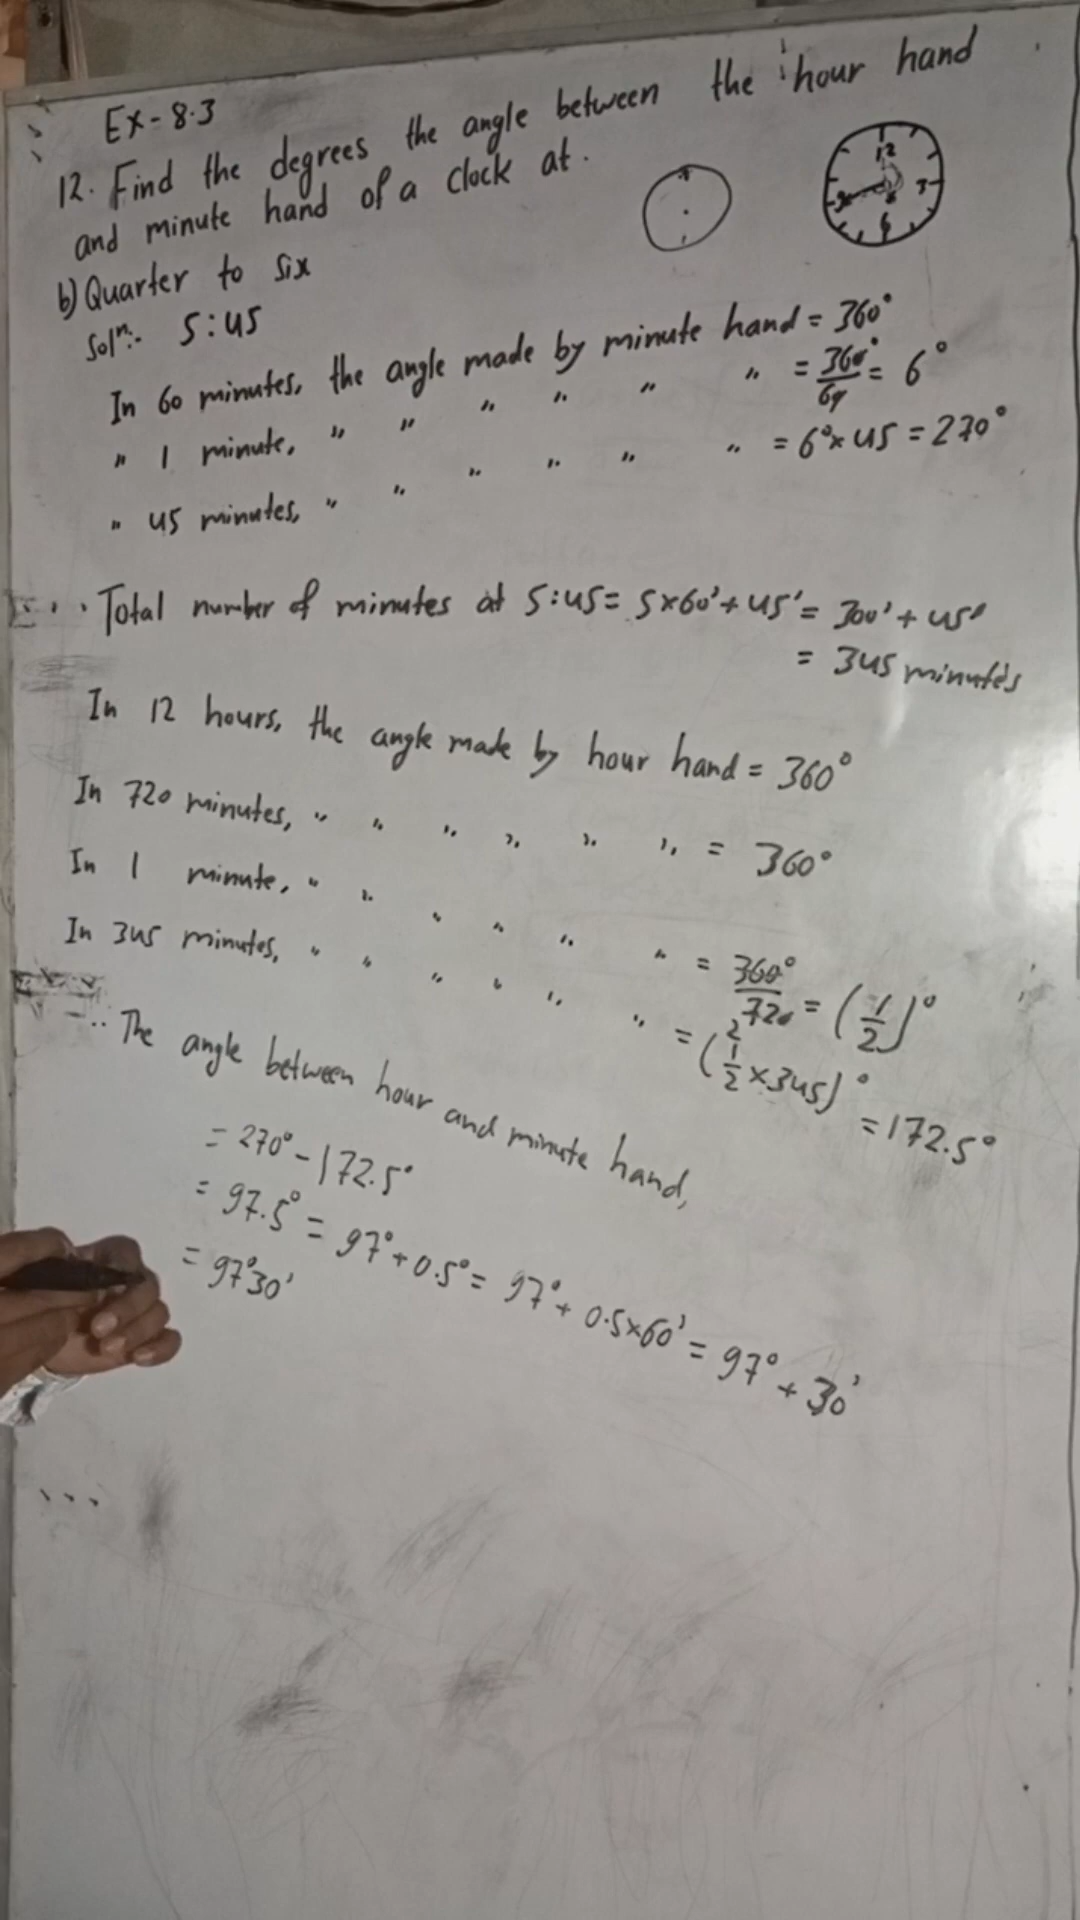 Ex-8.3
12. Find the degrees the angle between the hour hand
and minute hand of a clock at.
12
3
9
6
b) Quarter to six
Solⁿ:- 5:45
In 60 minutes, the angle made by minute hand = 360°
" 1 minute, " " " " " " = 360°/60 = 6°
" 45 minutes, " " " " " " = 6°×45 = 270°
Total number of minutes at 5:45 = 5×60'+45' = 300'+45'
= 345 minutes
In 12 hours, the angle made by hour hand = 360°
In 720 minutes, " " " " " " = 360°
In 1 minute, " " " " " " = 360°/720 2 = (1/2)°
In 345 minutes, " " " " " " = (1/2 × 345)° = 172.5°
∴ The angle between hour and minute hand,
= 270° - 172.5°
= 97.5° = 97° + 0.5° = 97° + 0.5×60' = 97° + 30'
= 97°30'